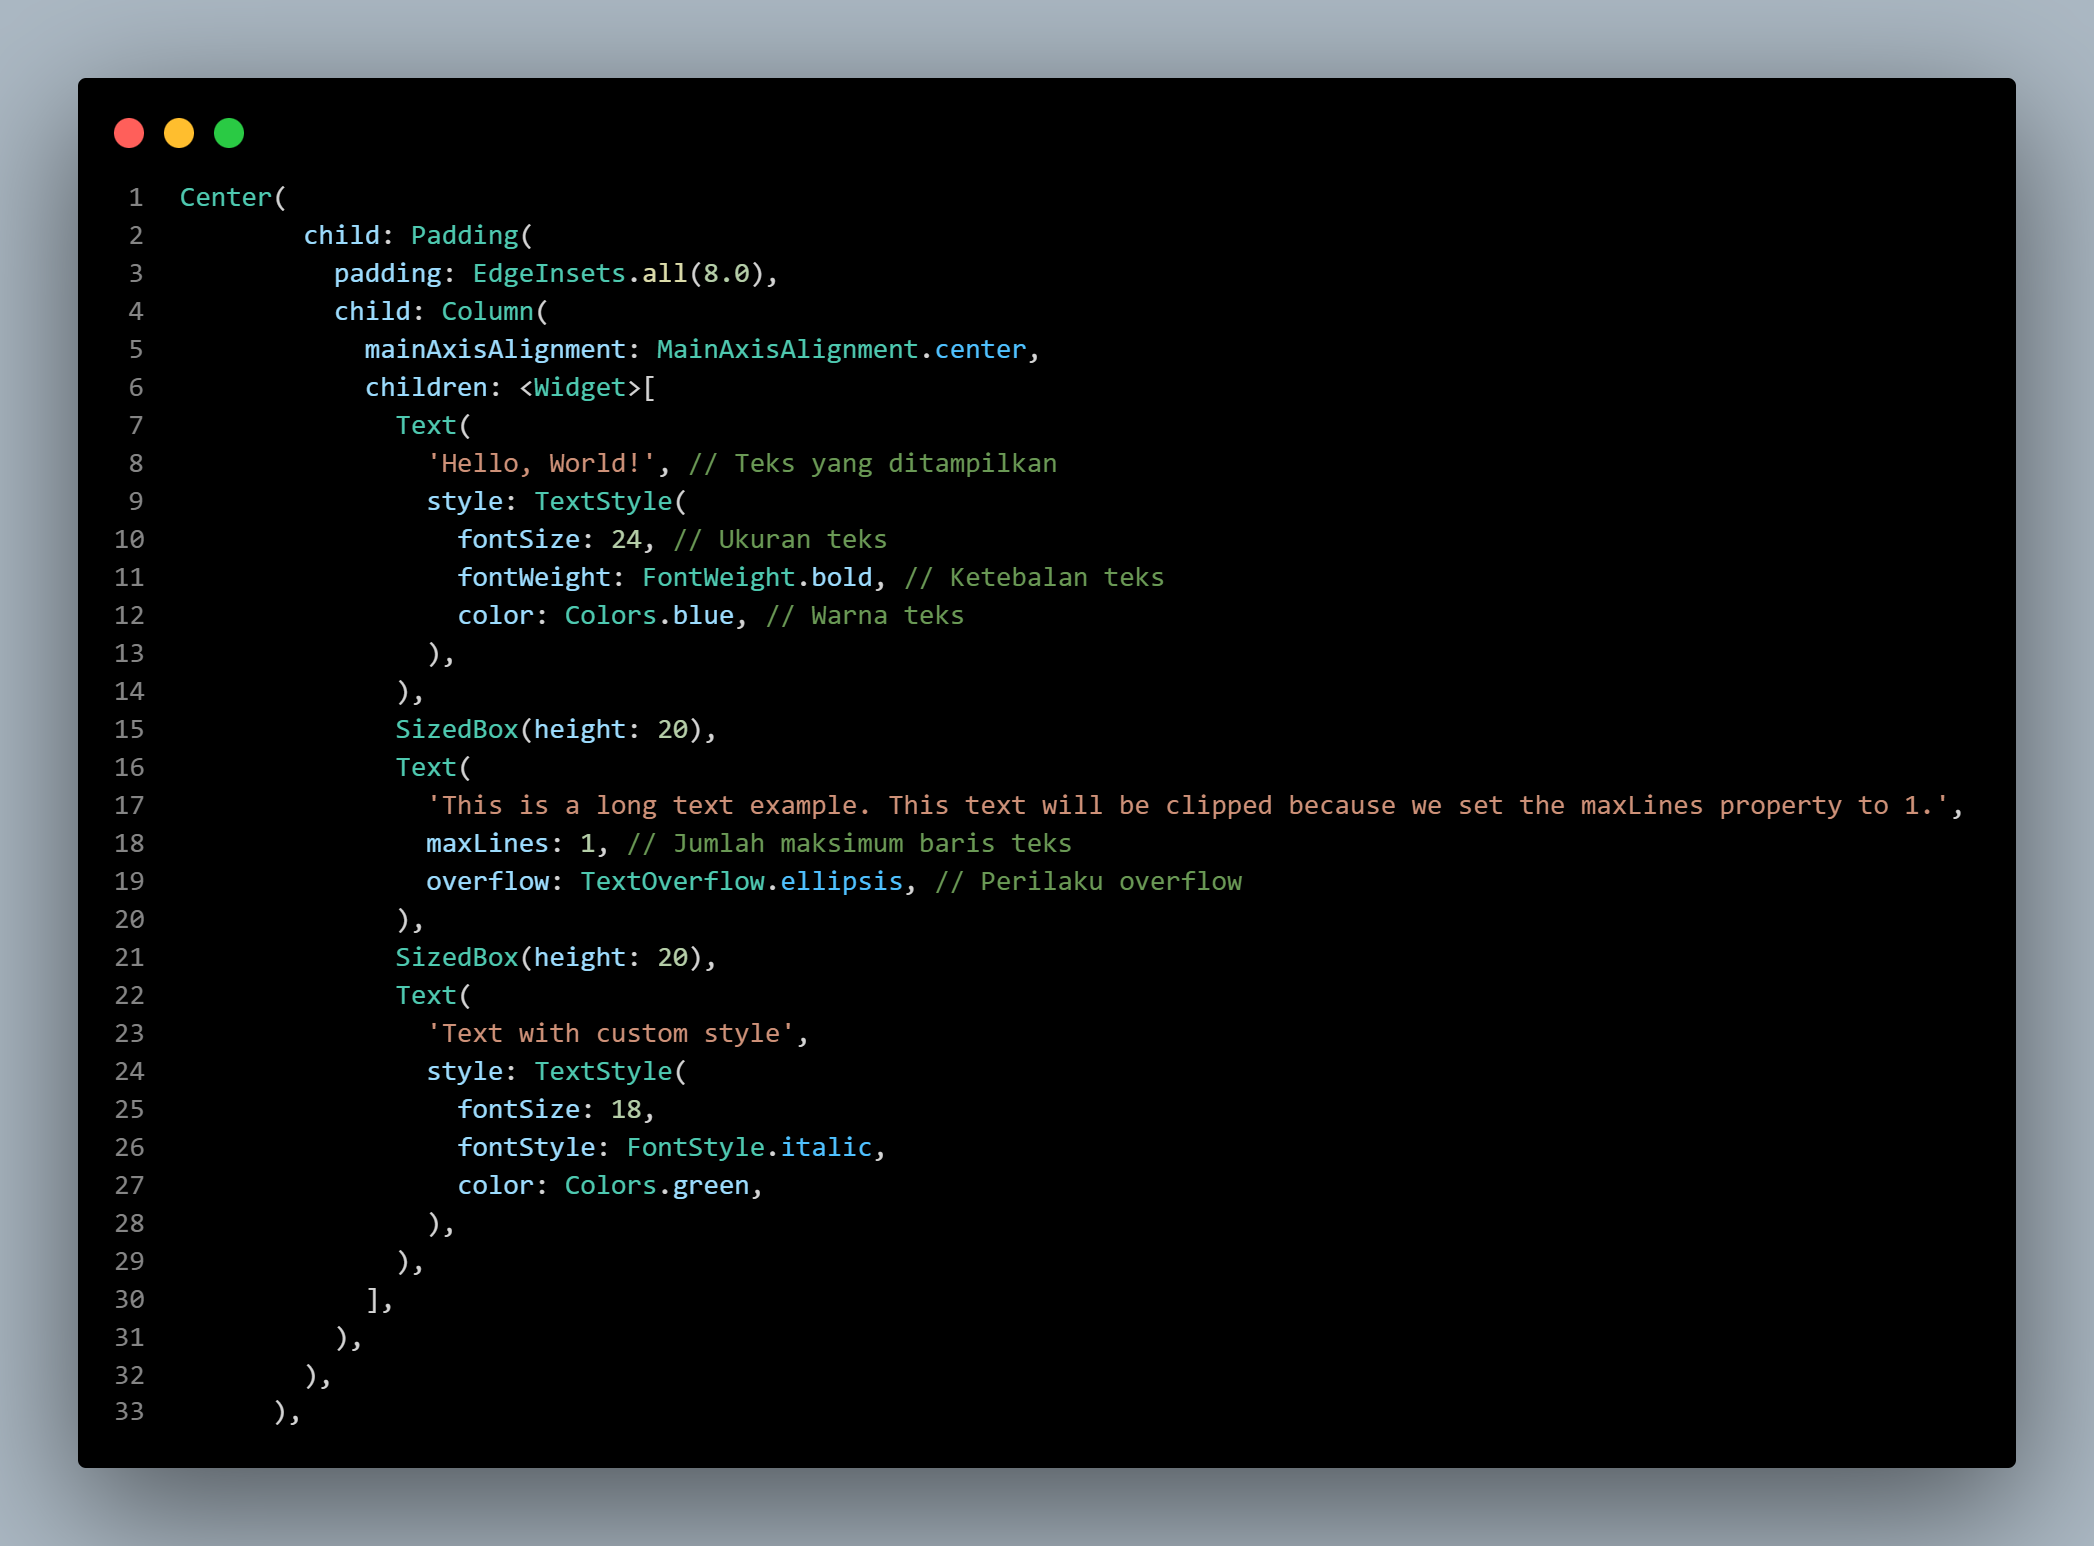 1 Center(
2         child: Padding(
3           padding: EdgeInsets.all(8.0),
4           child: Column(
5             mainAxisAlignment: MainAxisAlignment.center,
6             children: <Widget>[
7               Text(
8                 'Hello, World!', // Teks yang ditampilkan
9                 style: TextStyle(
10                   fontSize: 24, // Ukuran teks
11                   fontWeight: FontWeight.bold, // Ketebalan teks
12                   color: Colors.blue, // Warna teks
13                 ),
14               ),
15               SizedBox(height: 20),
16               Text(
17                 'This is a long text example. This text will be clipped because we set the maxLines property to 1.',
18                 maxLines: 1, // Jumlah maksimum baris teks
19                 overflow: TextOverflow.ellipsis, // Perilaku overflow
20               ),
21               SizedBox(height: 20),
22               Text(
23                 'Text with custom style',
24                 style: TextStyle(
25                   fontSize: 18,
26                   fontStyle: FontStyle.italic,
27                   color: Colors.green,
28                 ),
29               ),
30             ],
31           ),
32         ),
33       ),